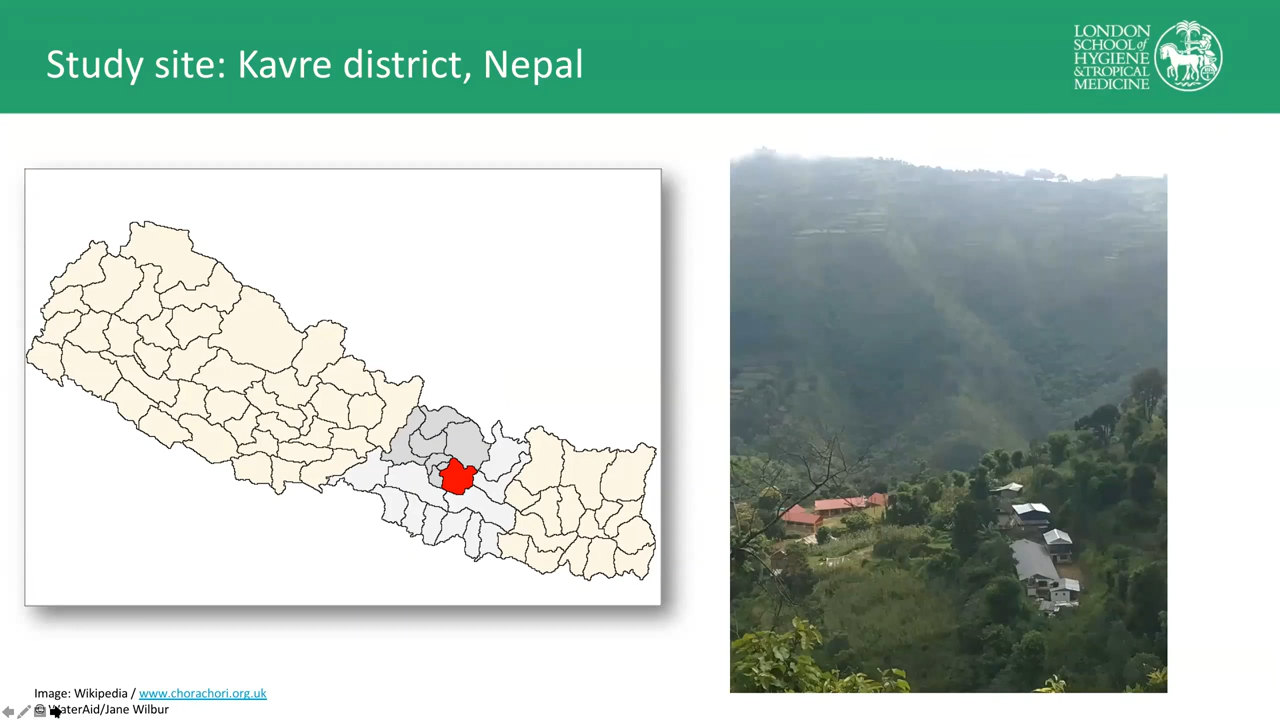 Study site: Kavre district, Nepal
LONDON
SCHOOL of
HYGIENE
& TROPICAL
MEDICINE
Image: Wikipedia / www.chorachori.org.uk
© WaterAid/Jane Wilbur